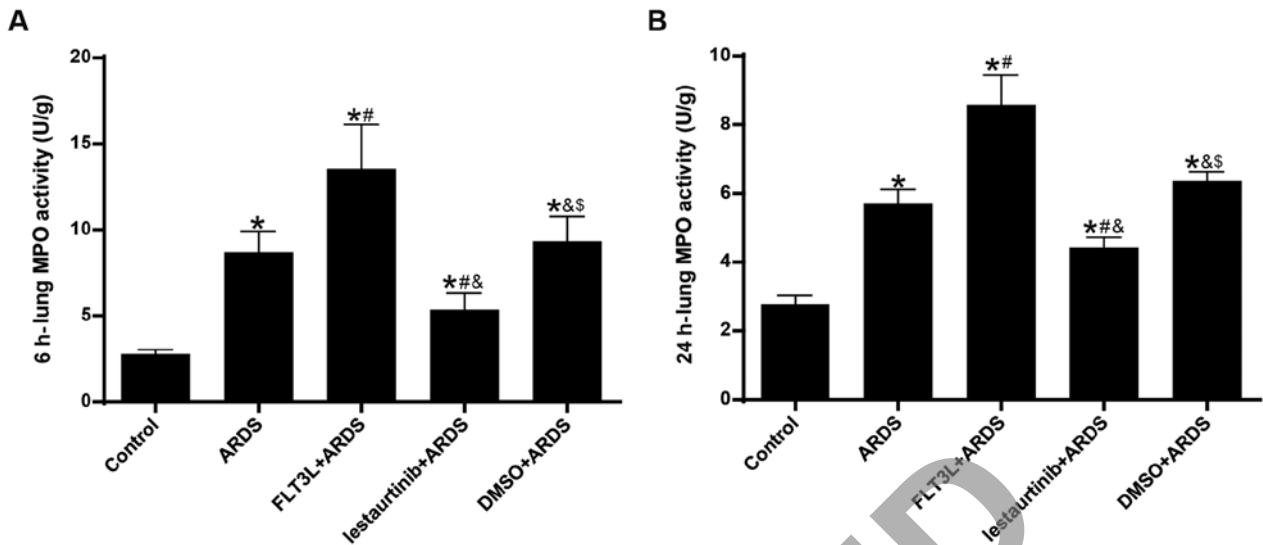 A
6 h-lung MPO activity (U/g)
20
15
10
5
0
*
*#
*#&
*&$
Control
ARDS
FLT3L+ARDS
lestaurtinib+ARDS
DMSO+ARDS
B
24 h-lung MPO activity (U/g)
10
8
6
4
2
0
*
*#
*#&
*&$
Control
ARDS
FLT3L+ARDS
lestaurtinib+ARDS
DMSO+ARDS